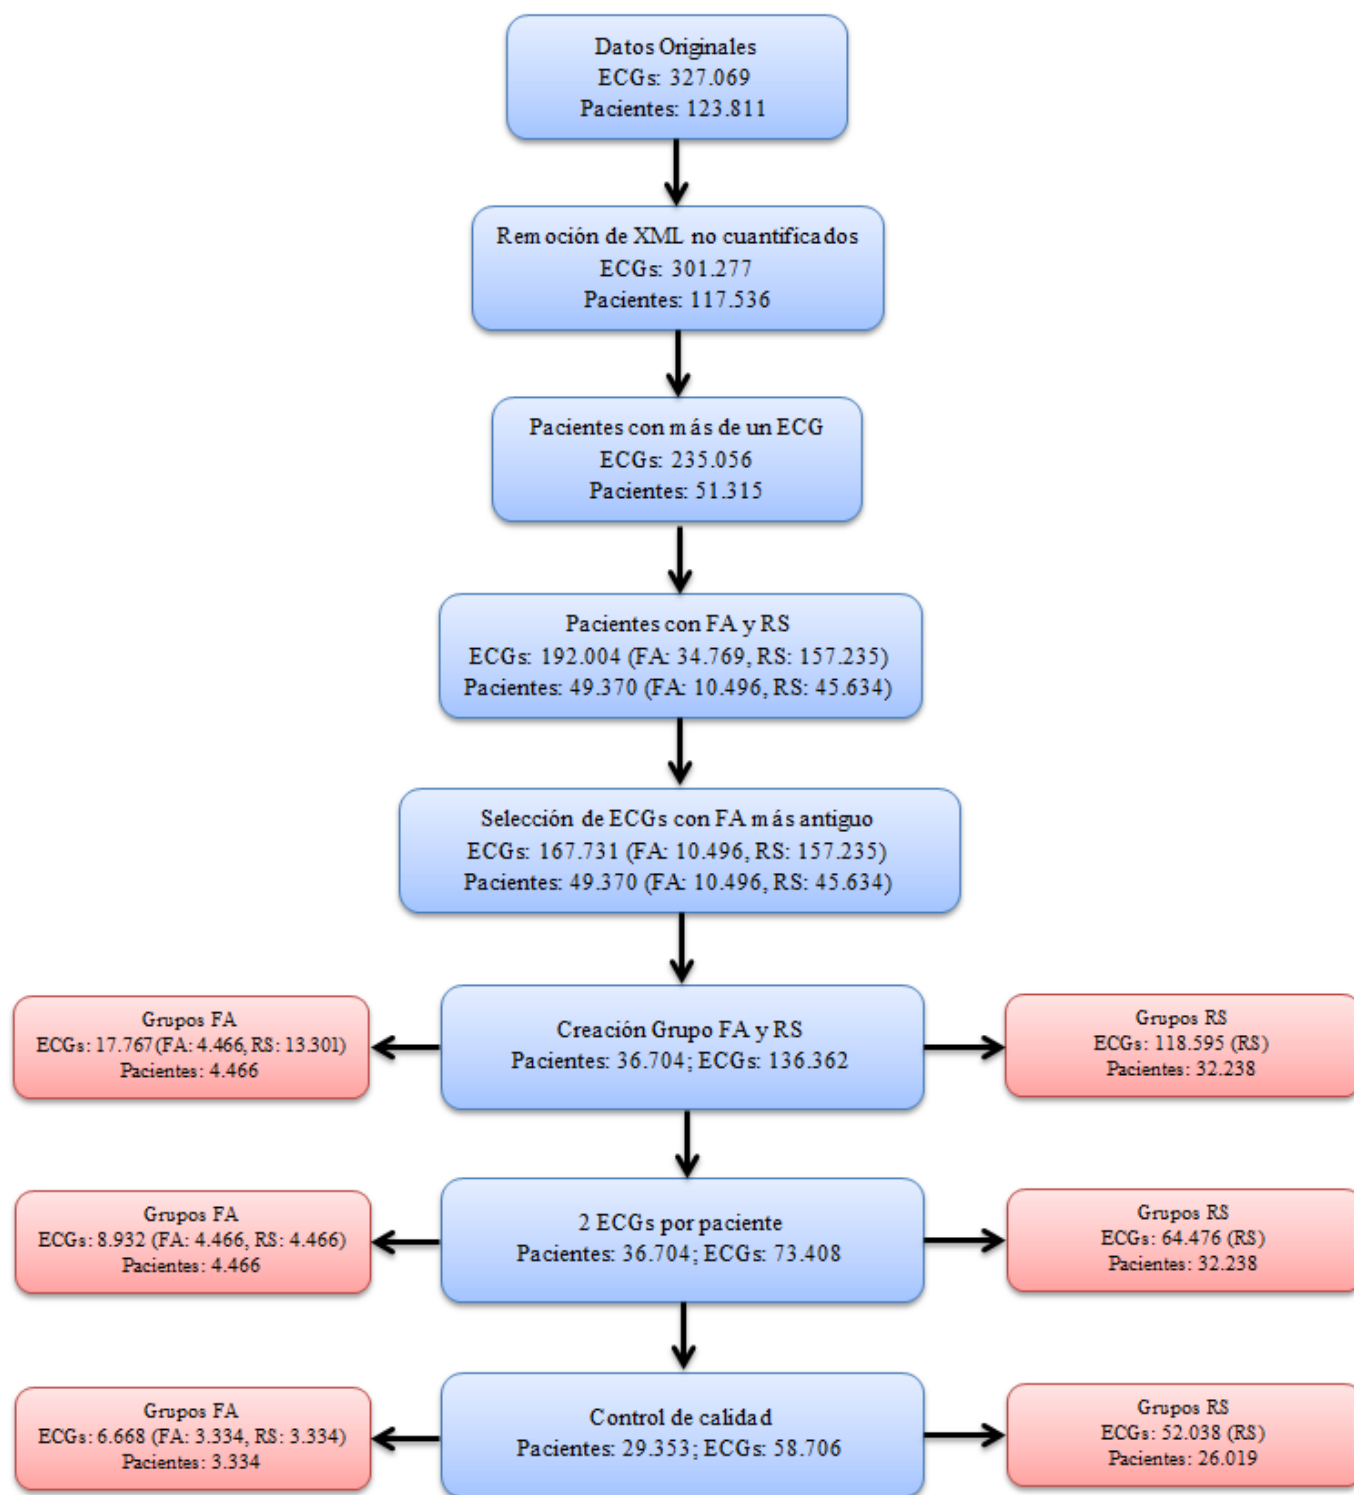 Datos Originales
ECGs: 327.069
Pacientes: 123.811
Remoción de XML no cuantificados
ECGs: 301.277
Pacientes: 117.536
Pacientes con más de un ECG
ECGs: 235.056
Pacientes: 51.315
Pacientes con FA y RS
ECGs: 192.004 (FA: 34.769, RS: 157.235)
Pacientes: 49.370 (FA: 10.496, RS: 45.634)
Selección de ECGs con FA más antiguo
ECGs: 167.731 (FA: 10.496, RS: 157.235)
Pacientes: 49.370 (FA: 10.496, RS: 45.634)
Grupos FA
ECGs: 17.767(FA: 4.466, RS: 13.301)
Pacientes: 4.466
Creación Grupo FA y RS
Pacientes: 36.704; ECGs: 136.362
Grupos RS
ECGs: 118.595 (RS)
Pacientes: 32.238
Grupos FA
ECGs: 8.932 (FA: 4.466, RS: 4.466)
Pacientes: 4.466
2 ECGs por paciente
Pacientes: 36.704; ECGs: 73.408
Grupos RS
ECGs: 64.476 (RS)
Pacientes: 32.238
Grupos FA
ECGs: 6.668 (FA: 3.334, RS: 3.334)
Pacientes: 3.334
Control de calidad
Pacientes: 29.353; ECGs: 58.706
Grupos RS
ECGs: 52.038 (RS)
Pacientes: 26.019